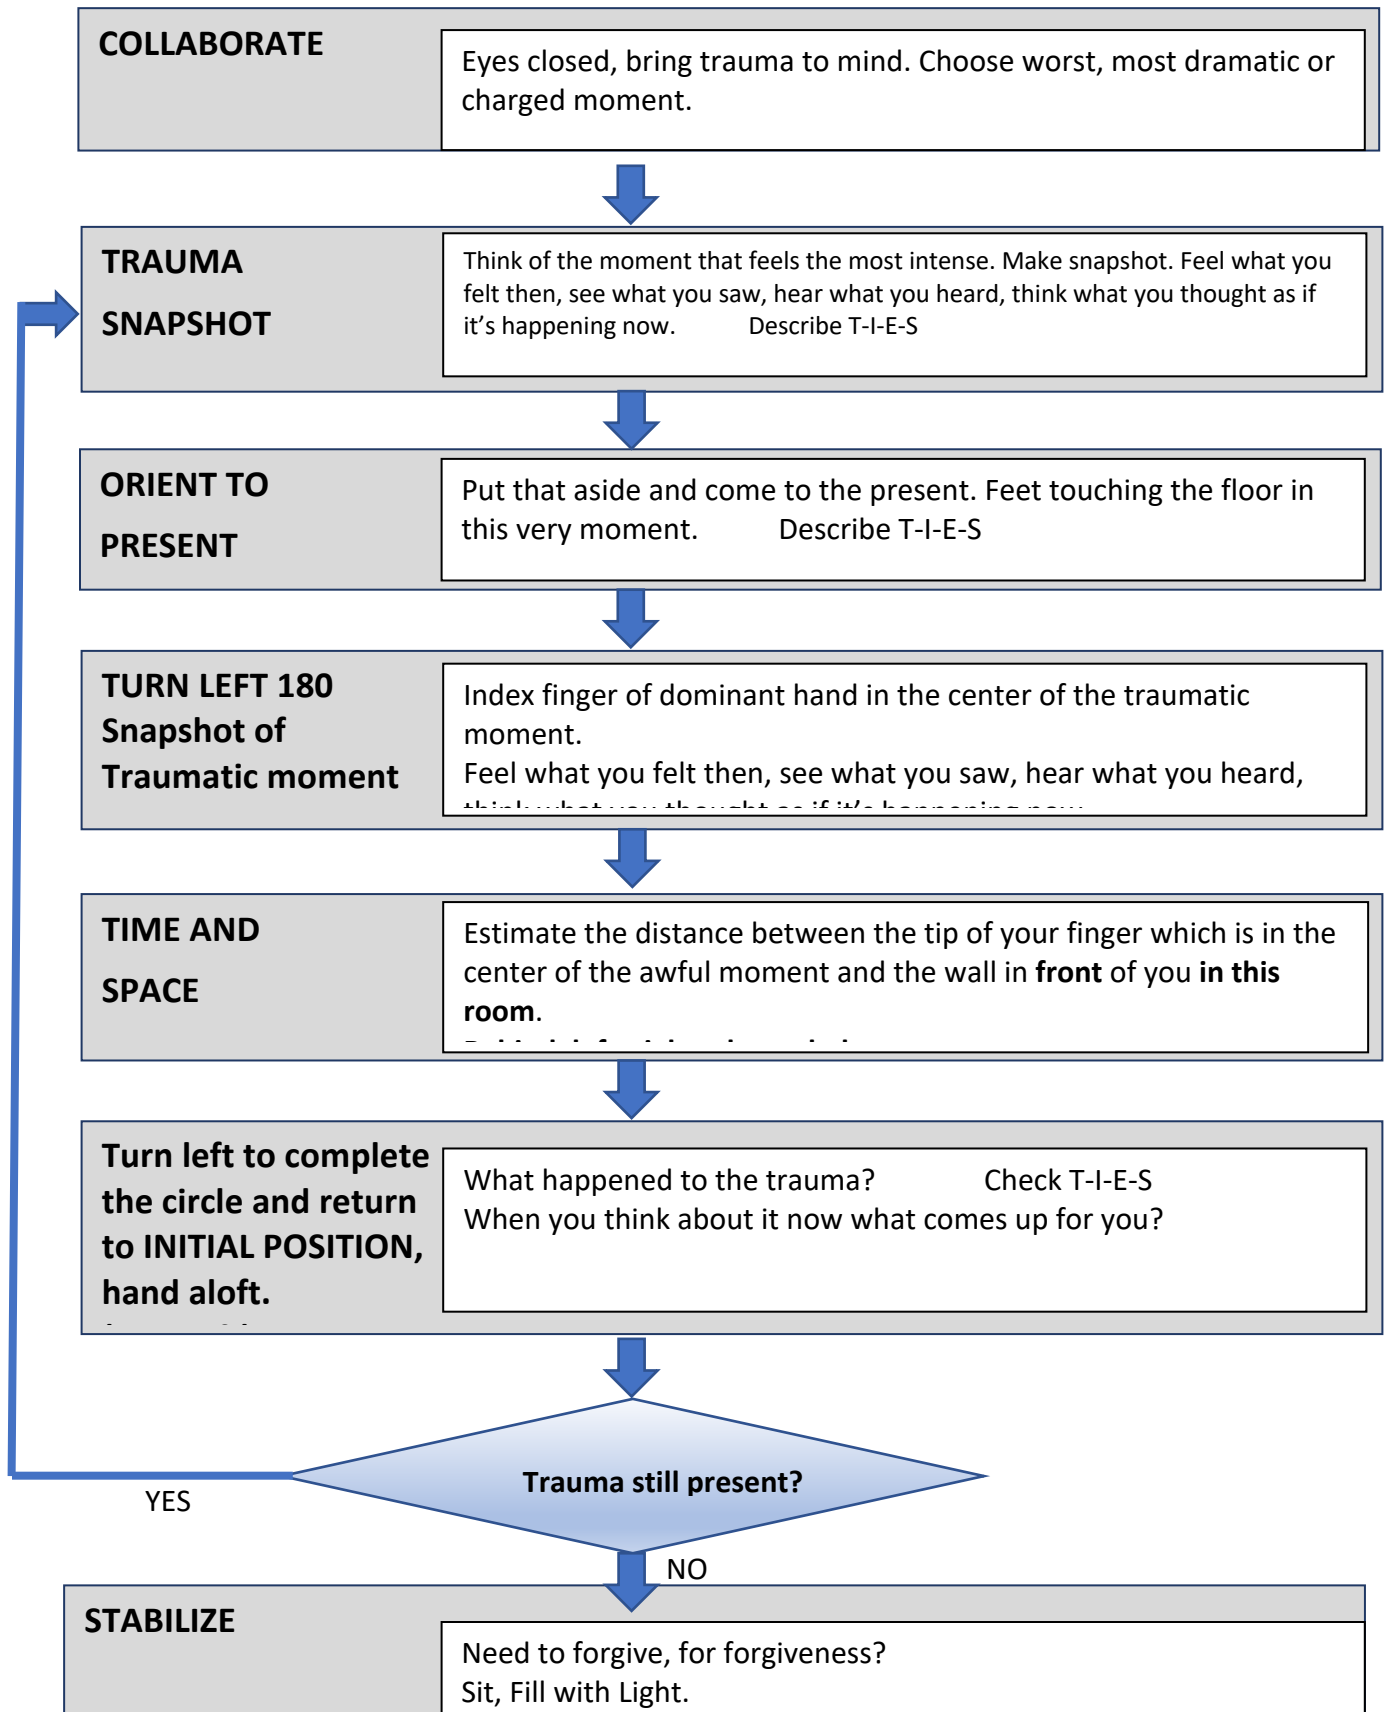 COLLABORATE
Eyes closed, bring trauma to mind. Choose worst, most dramatic or
charged moment.
TRAUMA
SNAPSHOT
Think of the moment that feels the most intense. Make snapshot. Feel what you
felt then, see what you saw, hear what you heard, think what you thought as if
it’s happening now. Describe T-I-E-S
ORIENT TO
PRESENT
Put that aside and come to the present. Feet touching the floor in
this very moment. Describe T-I-E-S
TURN LEFT 180
Snapshot of
Traumatic moment
Index finger of dominant hand in the center of the traumatic
moment.
Feel what you felt then, see what you saw, hear what you heard,
think what you thought as if it’s happening now
TIME AND
SPACE
Estimate the distance between the tip of your finger which is in the
center of the awful moment and the wall in front of you in this
room.
Turn left to complete
the circle and return
to INITIAL POSITION,
hand aloft.
What happened to the trauma? Check T-I-E-S
When you think about it now what comes up for you?
Trauma still present?
YES
NO
STABILIZE
Need to forgive, for forgiveness?
Sit, Fill with Light.